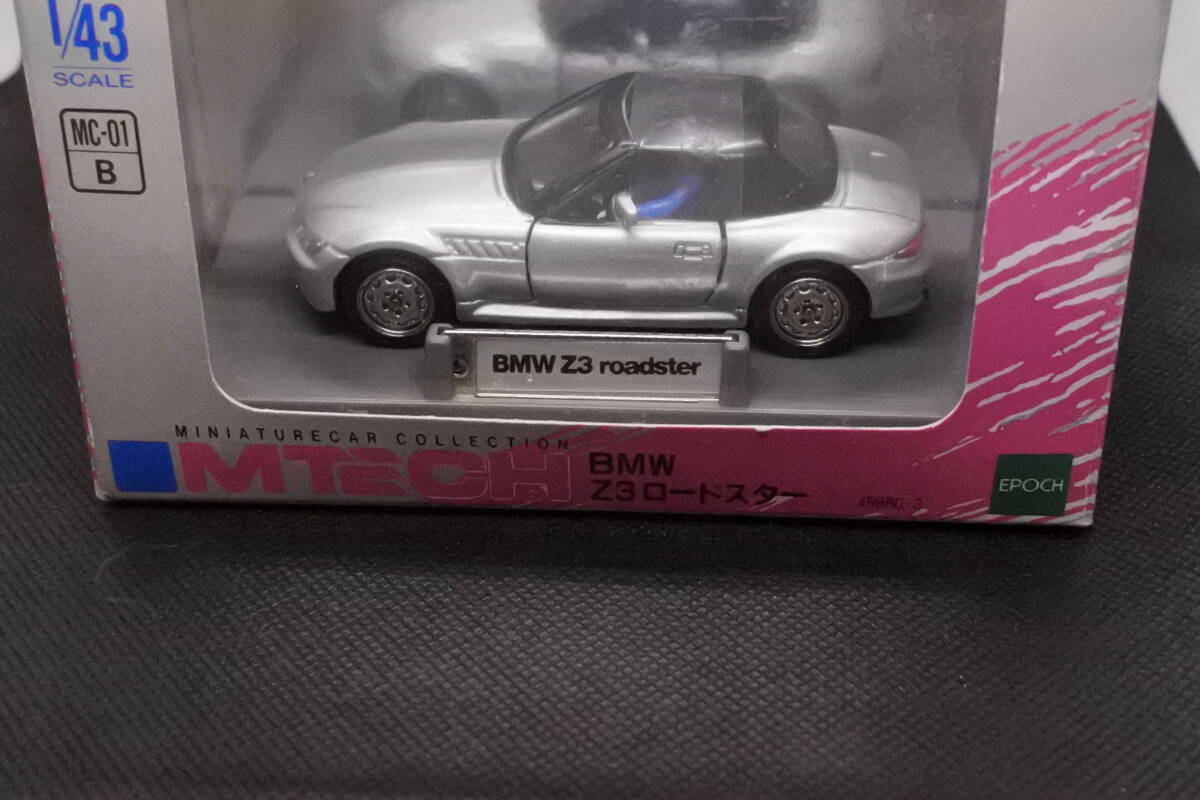 1/43
SCALE
MC-01
B
BMW Z3 roadster
MINIATURECAR COLLECTION
MTECH
BMW
Z3ロードスター
EPOCH